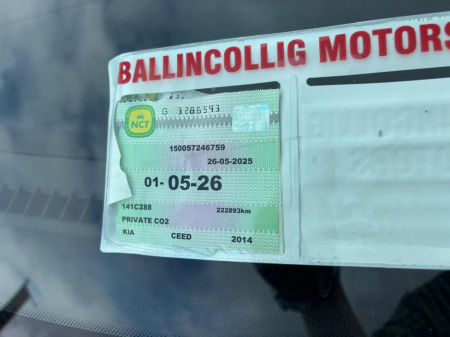 BALLINCOLLIG MOTORS
G 3286593
NCT
150057246759
26-05-2025
01- 05-26
141C288
222893km
PRIVATE CO2
KIA CEED 2014